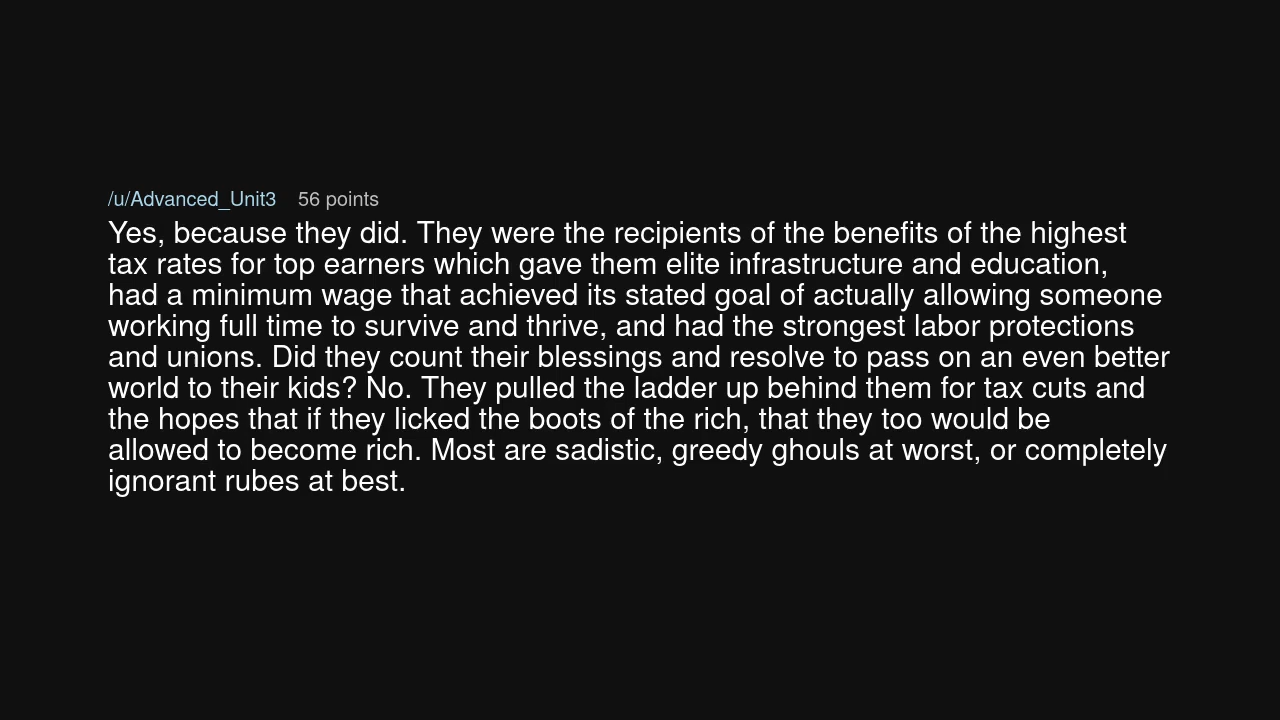 /u/Advanced_Unit3 56 points
Yes, because they did. They were the recipients of the benefits of the highest
tax rates for top earners which gave them elite infrastructure and education,
had a minimum wage that achieved its stated goal of actually allowing someone
working full time to survive and thrive, and had the strongest labor protections
and unions. Did they count their blessings and resolve to pass on an even better
world to their kids? No. They pulled the ladder up behind them for tax cuts and
the hopes that if they licked the boots of the rich, that they too would be
allowed to become rich. Most are sadistic, greedy ghouls at worst, or completely
ignorant rubes at best.